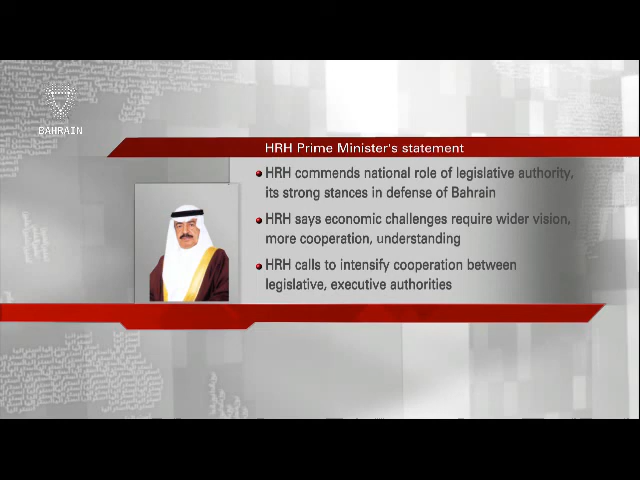 BAHRAIN
HRH Prime Minister's statement
HRH commends national role of legislative authority,
its strong stances in defense of Bahrain
HRH says economic challenges require wider vision,
more cooperation, understanding
HRH calls to intensify cooperation between
legislative, executive authorities